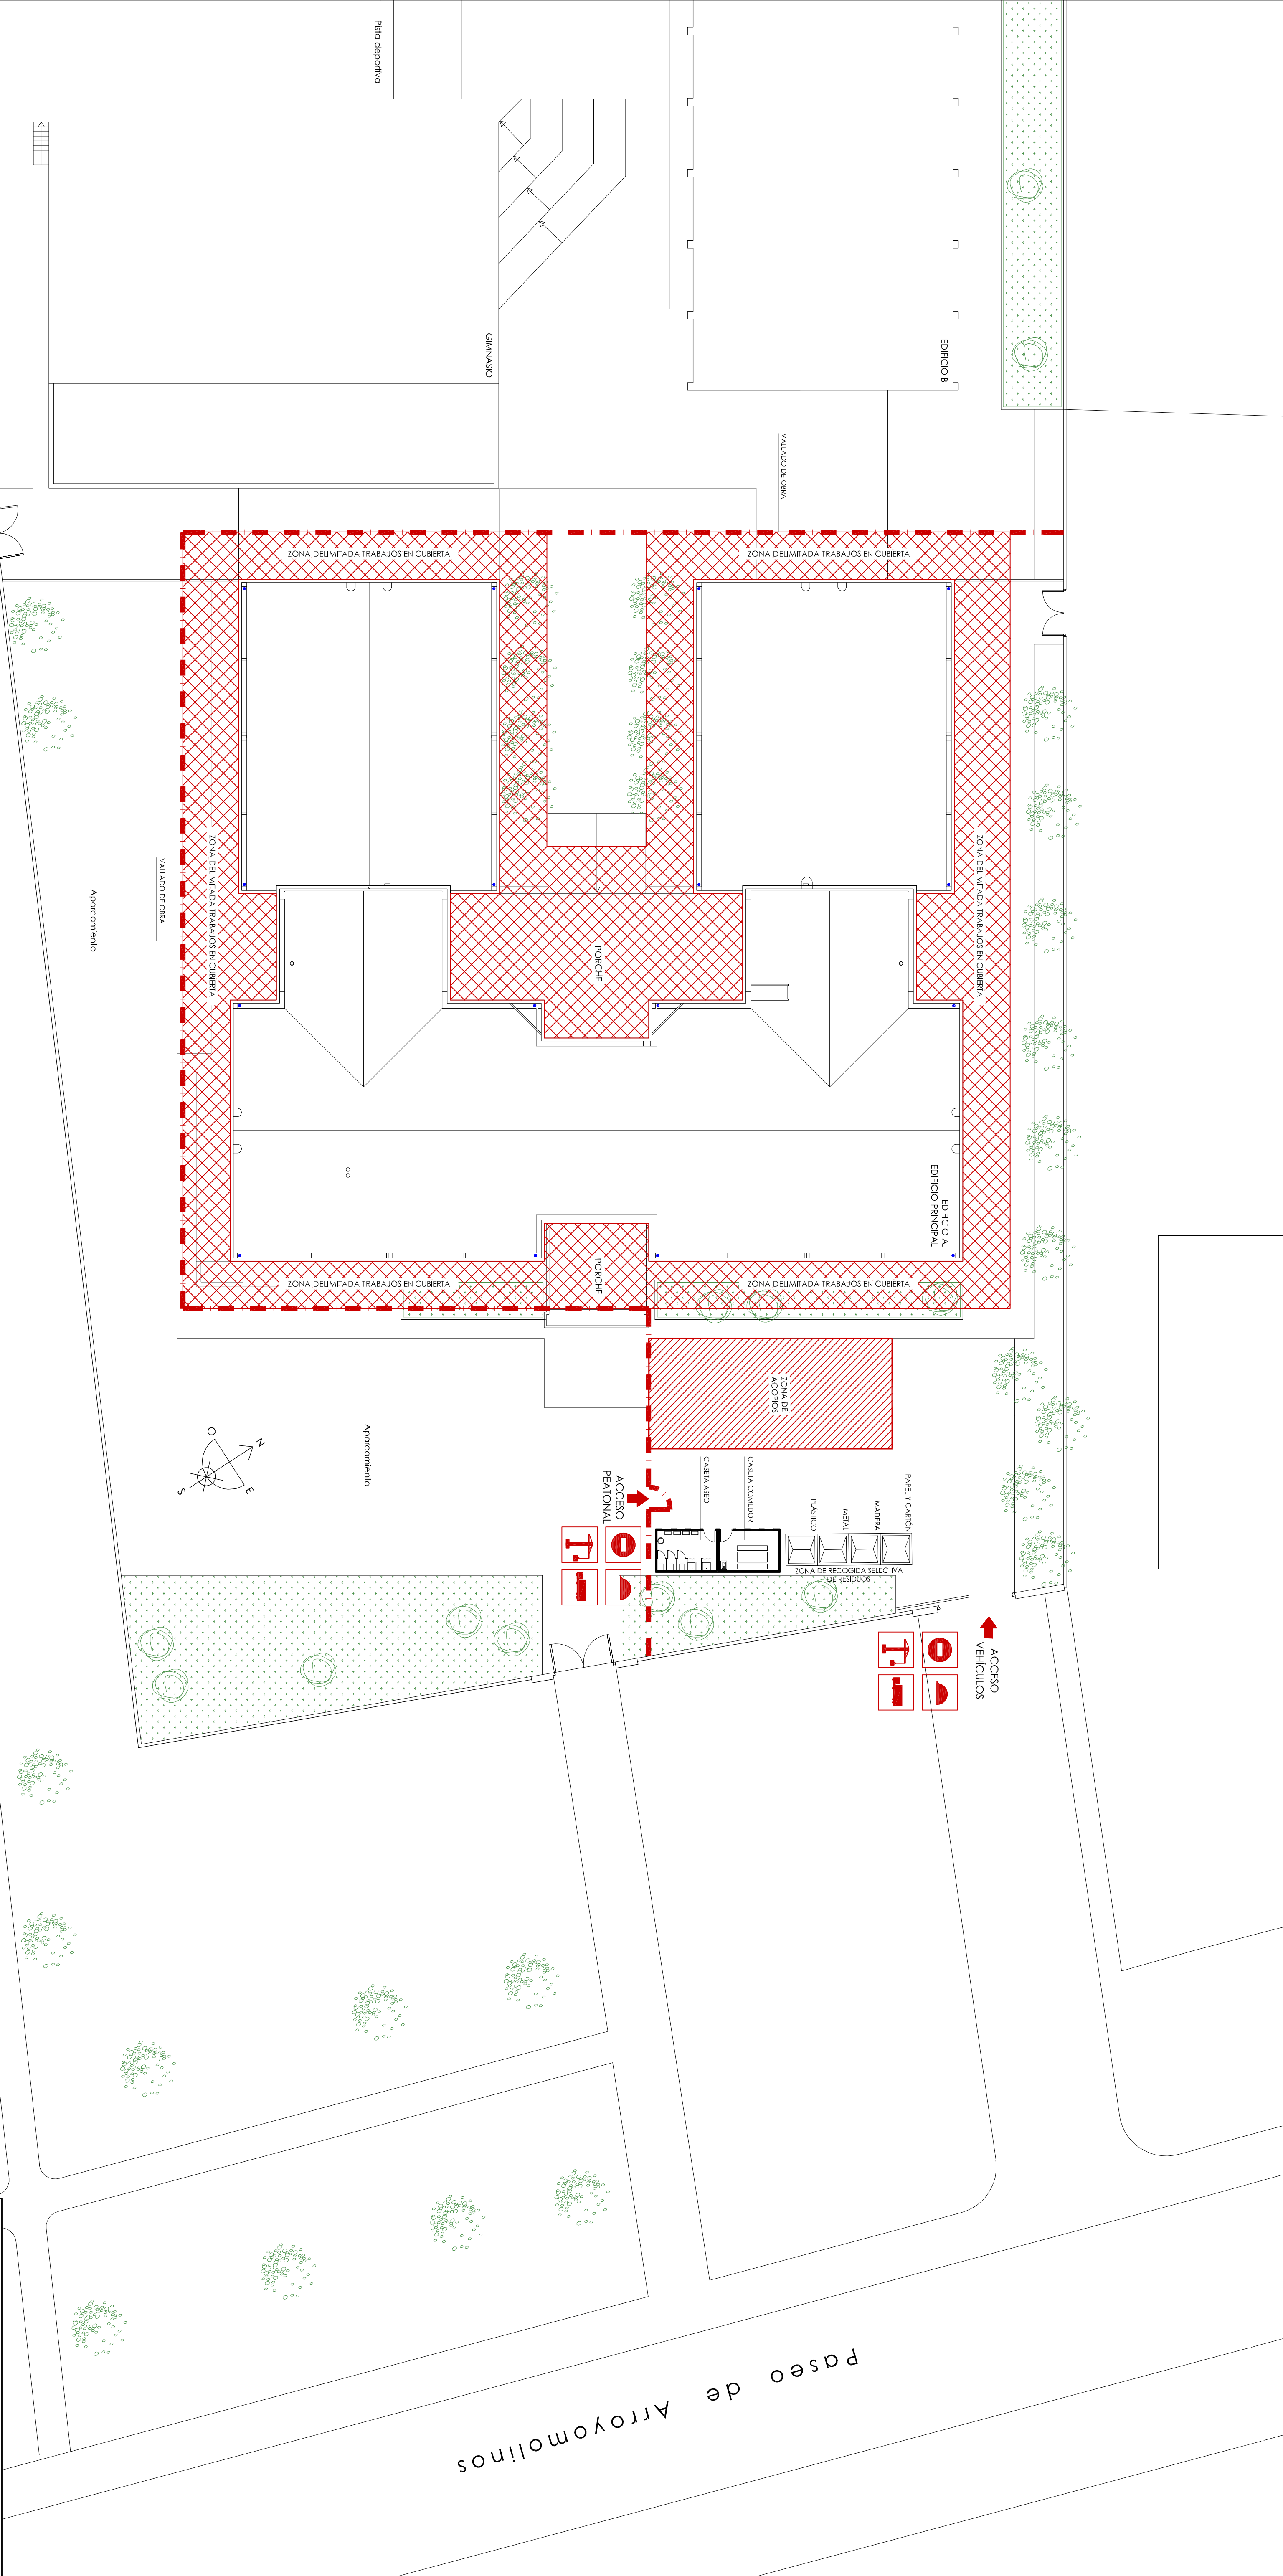 Pista deportiva
GIMNASIO
EDIFICIO B
VALLADO DE OBRA
ZONA DELIMITADA TRABAJOS EN CUBIERTA
ZONA DELIMITADA TRABAJOS EN CUBIERTA
ZONA DELIMITADA TRABAJOS EN CUBIERTA
ZONA DELIMITADA TRABAJOS EN CUBIERTA
VALLADO DE OBRA
Aparcamiento
PORCHE
EDIFICIO A.
EDIFICIO PRINCIPAL
PORCHE
ZONA DELIMITADA TRABAJOS EN CUBIERTA
ZONA DELIMITADA TRABAJOS EN CUBIERTA
ZONA DE
ACOPIOS
Aparcamiento
N
O
E
S
ACCESO
PEATONAL
CASETA ASEO
CASETA COMEDOR
PLÁSTICO
METAL
MADERA
PAPEL Y CARTÓN
ZONA DE RECOGIDA SELECTIVA
DE RESIDUOS
ACCESO
VEHÍCULOS
Paseo de Arroyomolinos